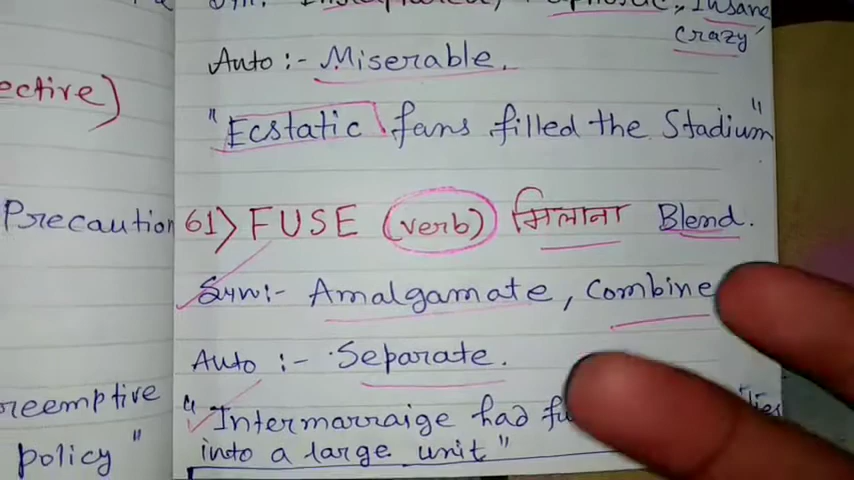 Insane
crazy
Auto :- Miserable.
"Ecstatic fans filled the Stadium"
ective)
Precaution
61) FUSE (verb) मिलाना Blend.
Syn:- Amalgamate, Combine
Auto :- Separate.
"Intermarraige had
into a large unit"
reemptive
policy"